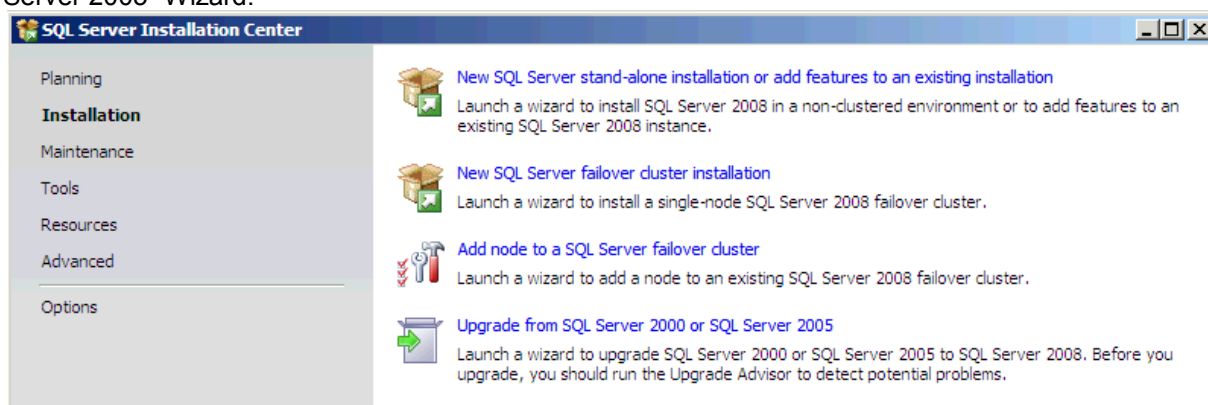 Server 2005" Wizard.
SQL Server Installation Center
Planning
Installation
Maintenance
Tools
Resources
Advanced
Options
New SQL Server stand-alone installation or add features to an existing installation
Launch a wizard to install SQL Server 2008 in a non-clustered environment or to add features to an
existing SQL Server 2008 instance.
New SQL Server failover cluster installation
Launch a wizard to install a single-node SQL Server 2008 failover cluster.
Add node to a SQL Server failover cluster
Launch a wizard to add a node to an existing SQL Server 2008 failover cluster.
Upgrade from SQL Server 2000 or SQL Server 2005
Launch a wizard to upgrade SQL Server 2000 or SQL Server 2005 to SQL Server 2008. Before you
upgrade, you should run the Upgrade Advisor to detect potential problems.